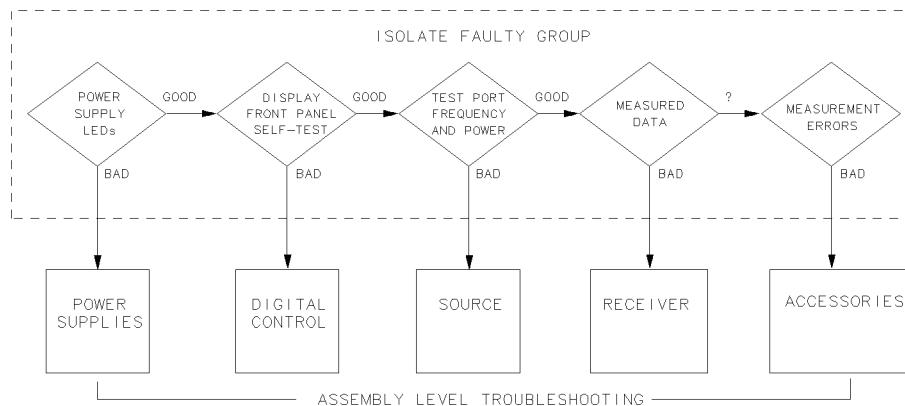 ISOLATE FAULTY GROUP
POWER
SUPPLY
LEDs
GOOD
DISPLAY
FRONT PANEL
SELF-TEST
GOOD
TEST PORT
FREQUENCY
AND POWER
GOOD
MEASURED
DATA
?
MEASUREMENT
ERRORS
BAD
BAD
BAD
BAD
BAD
POWER
SUPPLIES
DIGITAL
CONTROL
SOURCE
RECEIVER
ACCESSORIES
ASSEMBLY LEVEL TROUBLESHOOTING